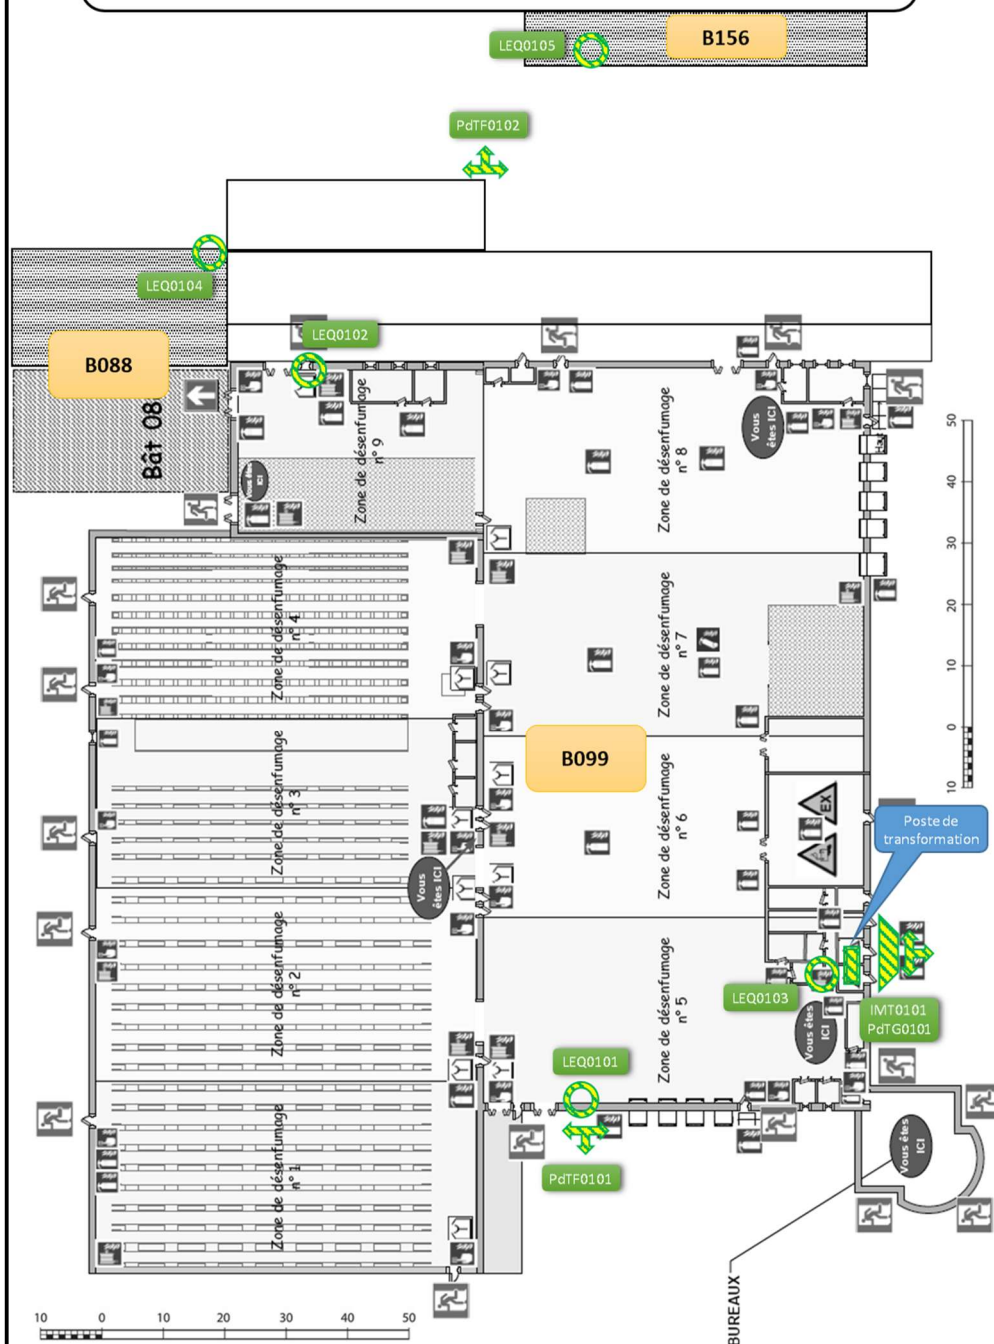 B156
LEQ0105
PdTF0102
LEQ0104
LEQ0102
B088
Bât 08
Zone de désenfumage
n° 9
Vous
êtes ICI
Zone de désenfumage
n° 8
Vous
êtes ICI
50
40
30
20
10
0
10
Zone de désenfumage
n° 4
Zone de désenfumage
n° 7
B099
Zone de désenfumage
n° 3
Zone de désenfumage
n° 6
EX
Poste de
transformation
Vous
êtes ICI
Zone de désenfumage
n° 2
Zone de désenfumage
n° 5
LEQ0103
IMT0101
PdTG0101
Vous êtes
ICI
LEQ0101
PdTF0101
Zone de désenfumage
n° 1
Vous êtes
ICI
BUREAUX
10 0 10 20 30 40 50